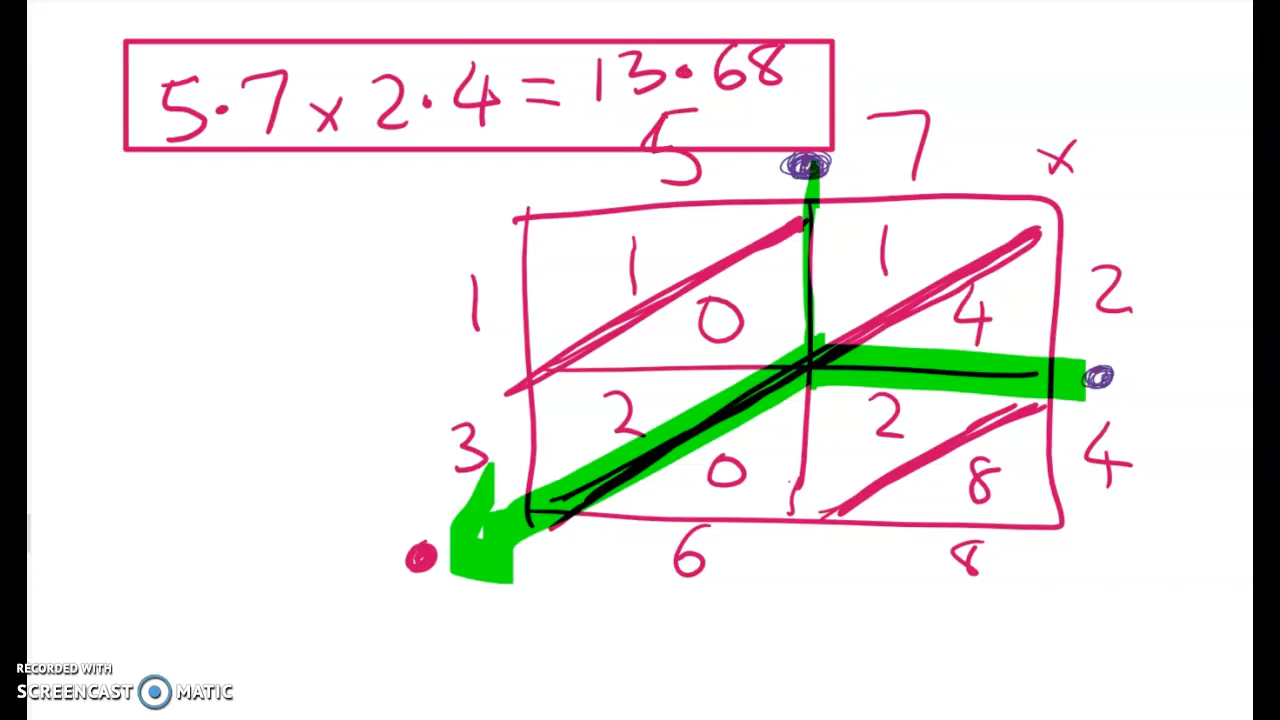 5·7 x 2·4 = 13·68
5 7 x
1 1 0 1 4 2
3 2 0 2 8 4
6 8
RECORDED WITH
SCREENCAST MATIC